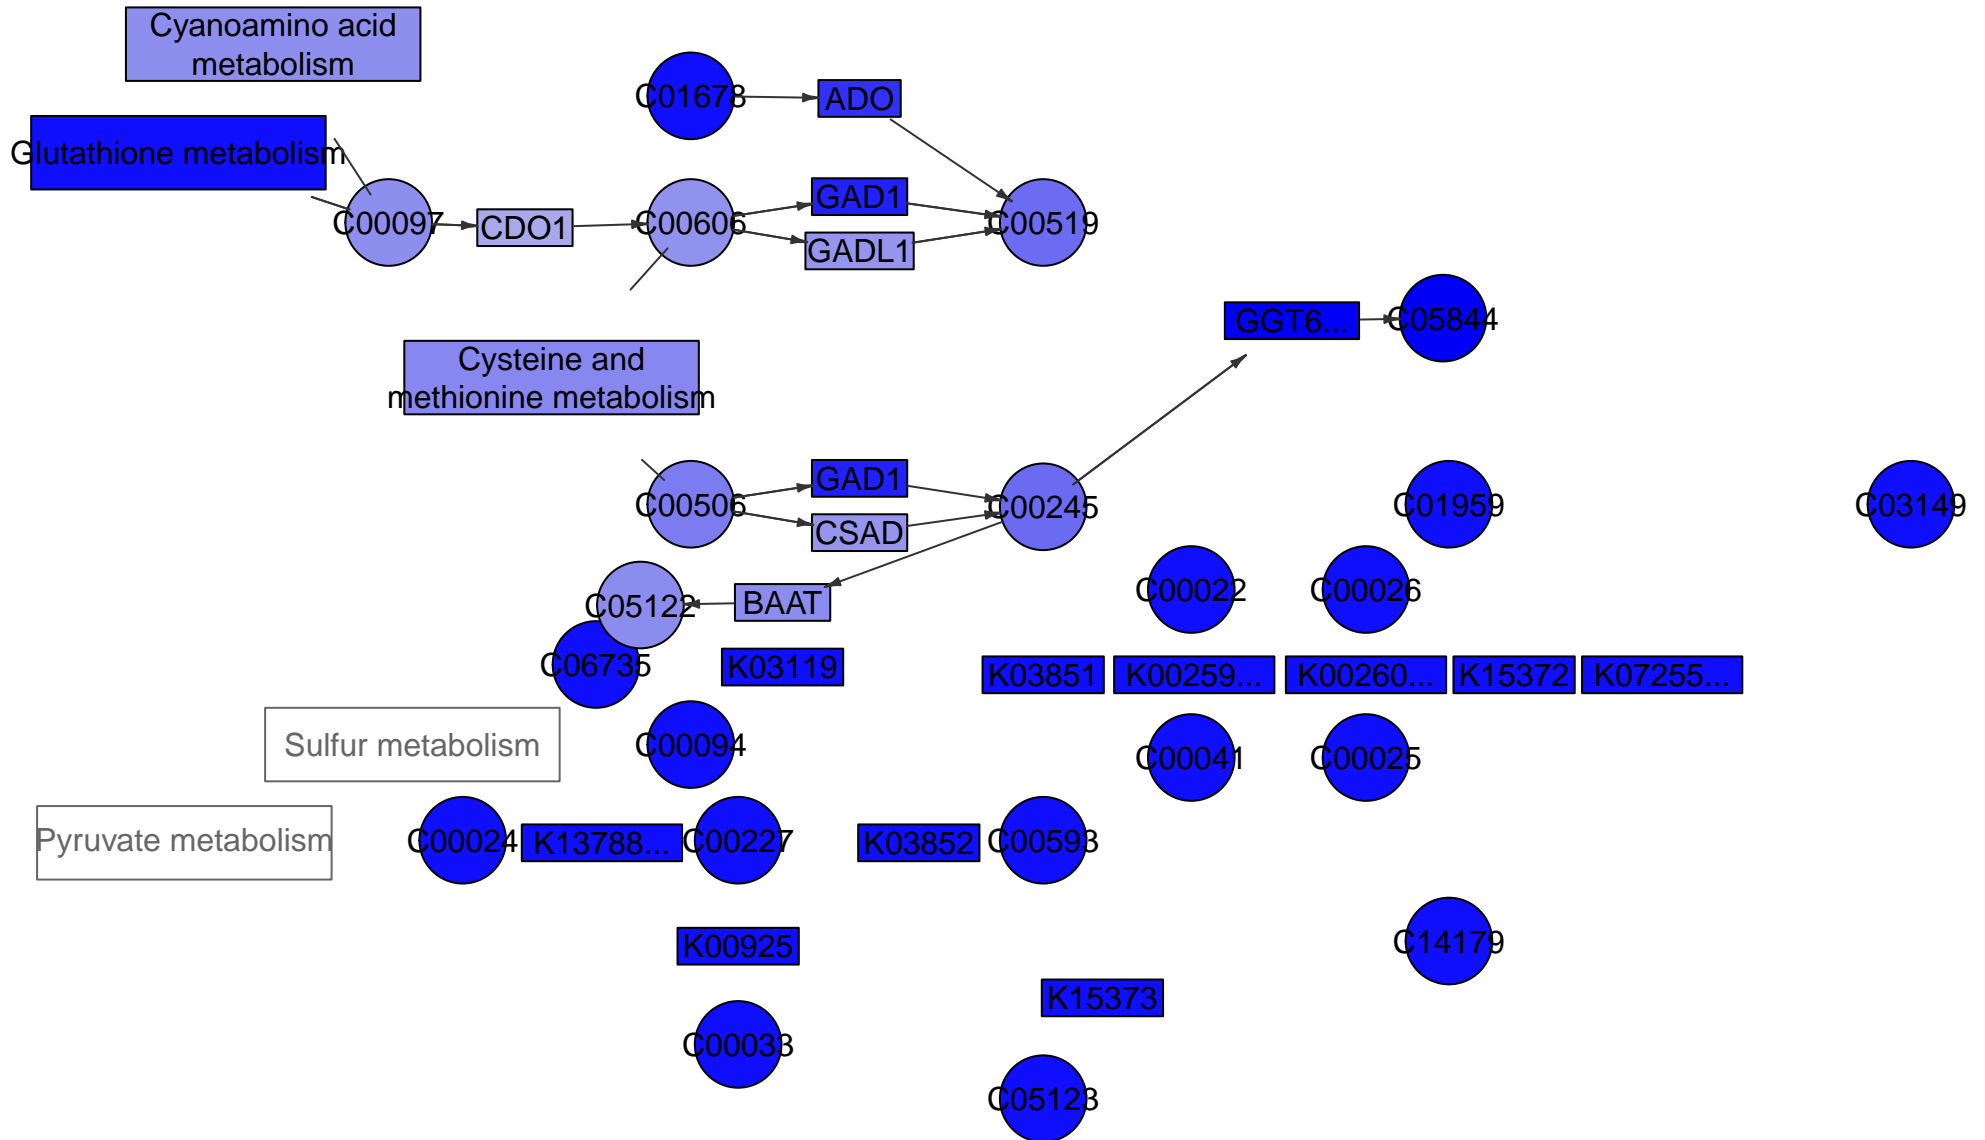 Cyanoamino acid
metabolism
C01678
ADO
Glutathione metabolism
C00097
CDO1
C00606
GAD1
GADL1
C00519
GGT6...
C05844
Cysteine and
methionine metabolism
C00506
GAD1
CSAD
C00245
C01959
C03149
C05122
BAAT
C00022
C00026
C06735
K03119
K03851
K00259...
K00260...
K15372
K07255...
Sulfur metabolism
C00094
C00041
C00025
Pyruvate metabolism
C00024
K13788...
C00227
K03852
C00593
K00925
C14179
K15373
C00033
C05123